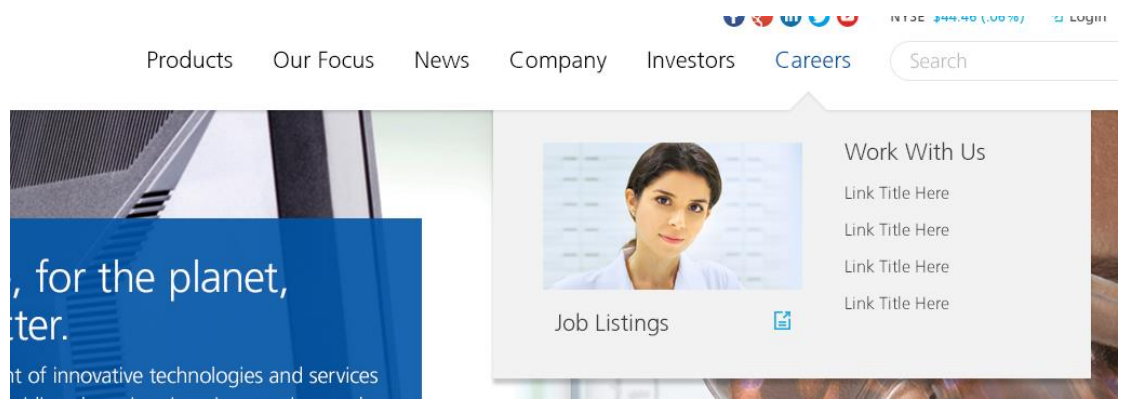 NYSE $44.46 (.06%) Login
Products Our Focus News Company Investors Careers Search
Work With Us
Link Title Here
Link Title Here
Link Title Here
Link Title Here
Job Listings
, for the planet,
tter.
nt of innovative technologies and services